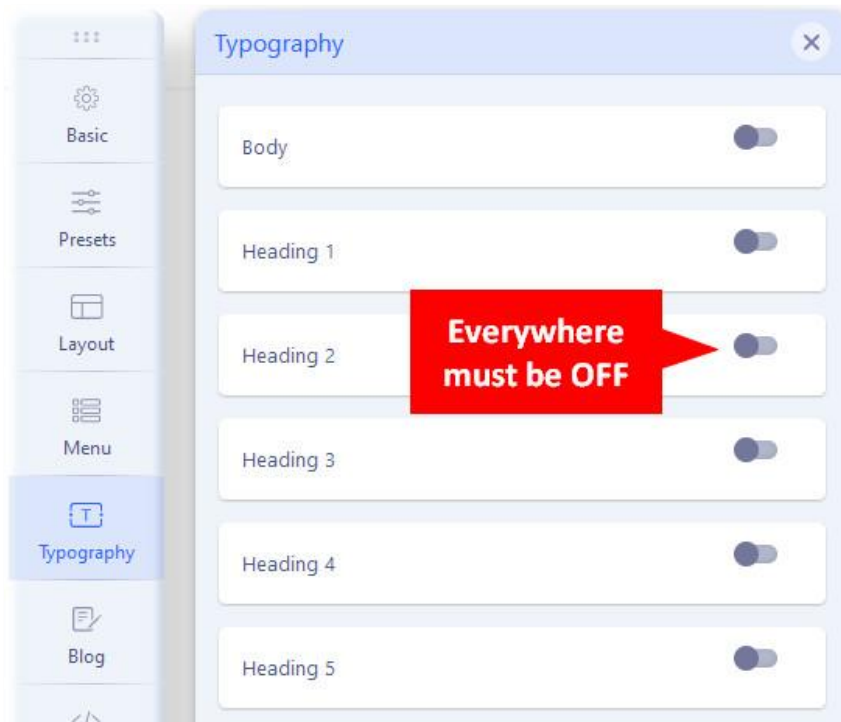 Typography
Basic
Body
Presets
Heading 1
Layout
Heading 2
Everywhere
must be OFF
Menu
Heading 3
T
Typography
Heading 4
Blog
Heading 5